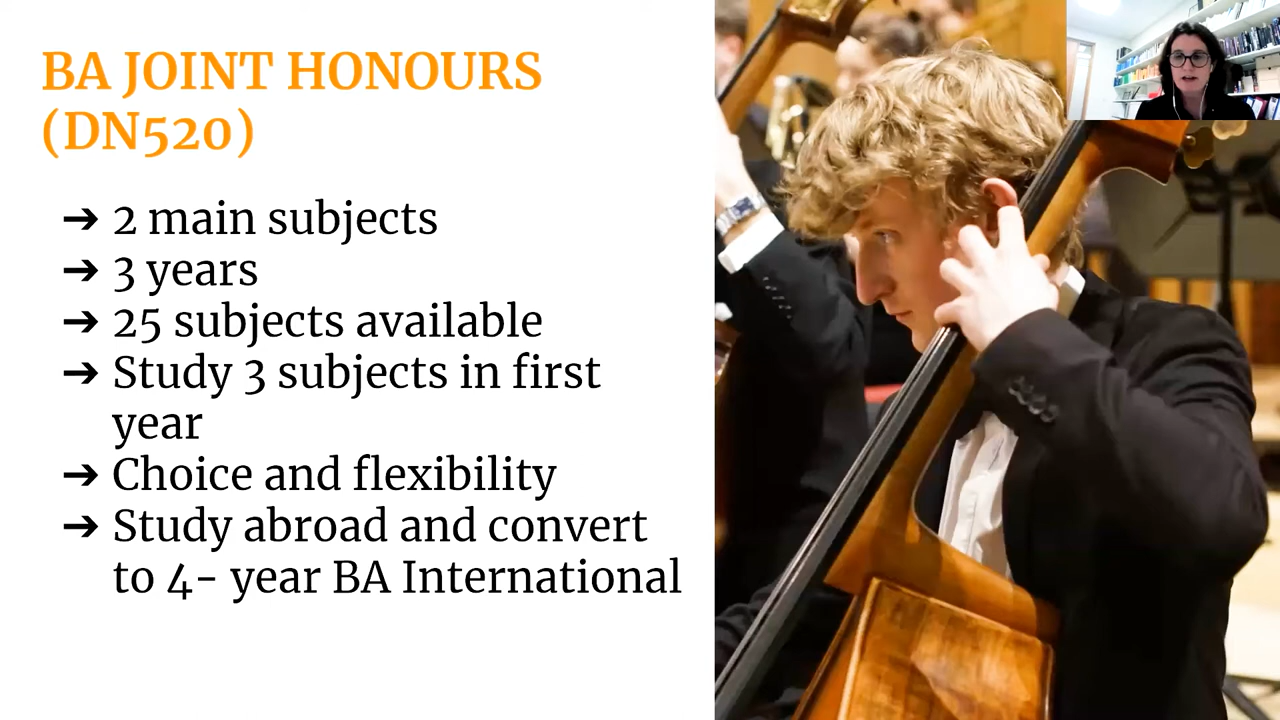 BA JOINT HONOURS
(DN520)
➔ 2 main subjects
➔ 3 years
➔ 25 subjects available
➔ Study 3 subjects in first
year
➔ Choice and flexibility
➔ Study abroad and convert
to 4- year BA International